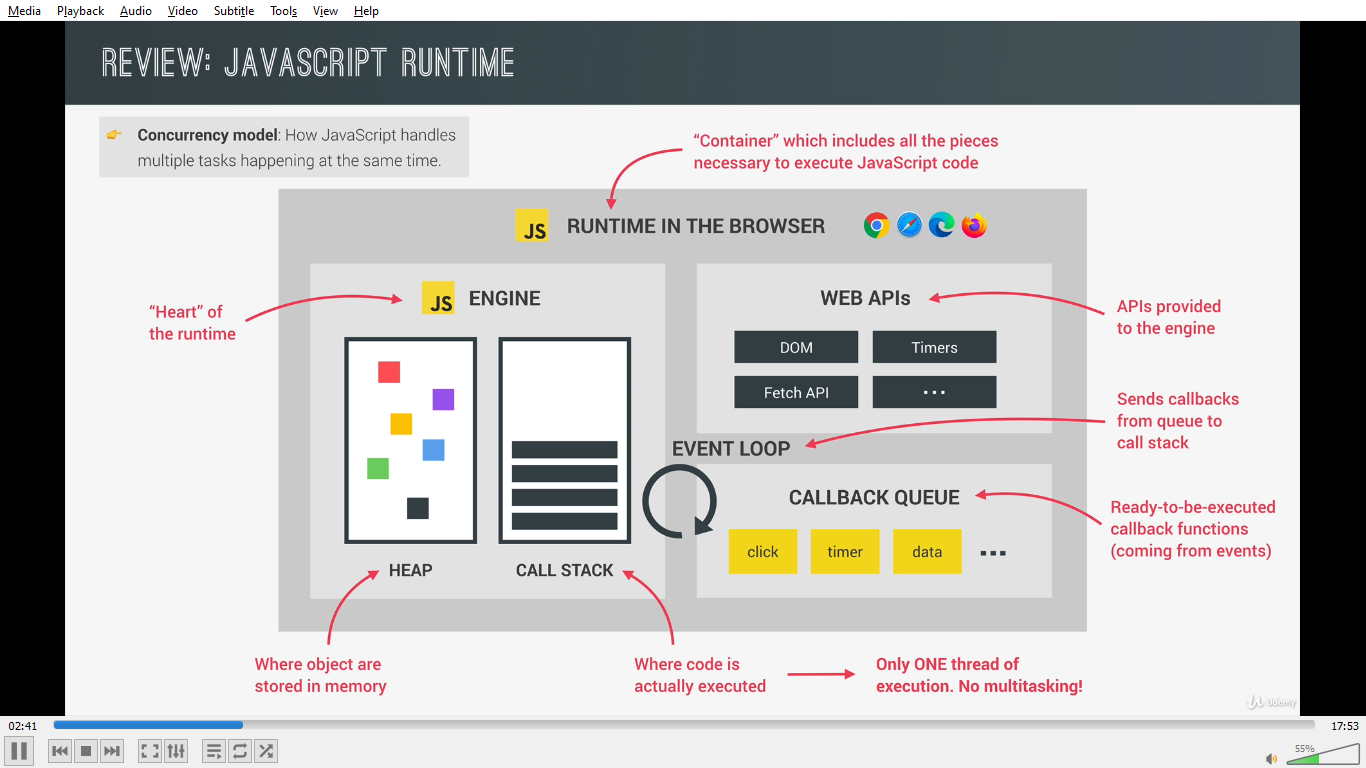 Media Playback Audio Video Subtitle Tools View Help
REVIEW: JAVASCRIPT RUNTIME
👉 Concurrency model: How JavaScript handles
multiple tasks happening at the same time.
“Container” which includes all the pieces
necessary to execute JavaScript code
JS RUNTIME IN THE BROWSER
“Heart” of
the runtime
JS ENGINE
HEAP
CALL STACK
WEB APIs
DOM
Timers
Fetch API
...
APIs provided
to the engine
EVENT LOOP
Sends callbacks
from queue to
call stack
CALLBACK QUEUE
click
timer
data
...
Ready-to-be-executed
callback functions
(coming from events)
Where object are
stored in memory
Where code is
actually executed
Only ONE thread of
execution. No multitasking!
Udemy
02:41
17:53
55%